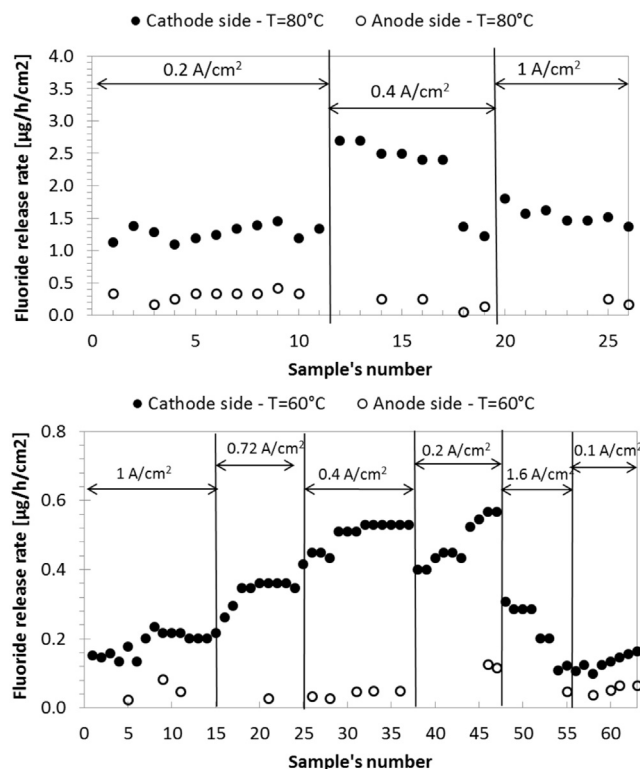 ● Cathode side - T=80°C ○ Anode side - T=80°C
Fluoride release rate [µg/h/cm2]
4.0
3.5
3.0
2.5
2.0
1.5
1.0
0.5
0.0
0.2 A/cm²
0.4 A/cm²
1 A/cm²
0 5 10 15 20 25
Sample's number
● Cathode side - T=60°C ○ Anode side - T=60°C
Fluoride release rate [µg/h/cm2]
0.8
0.6
0.4
0.2
0.0
1 A/cm²
0.72 A/cm²
0.4 A/cm²
0.2 A/cm²
1.6 A/cm²
0.1 A/cm²
0 5 10 15 20 25 30 35 40 45 50 55 60
Sample's number